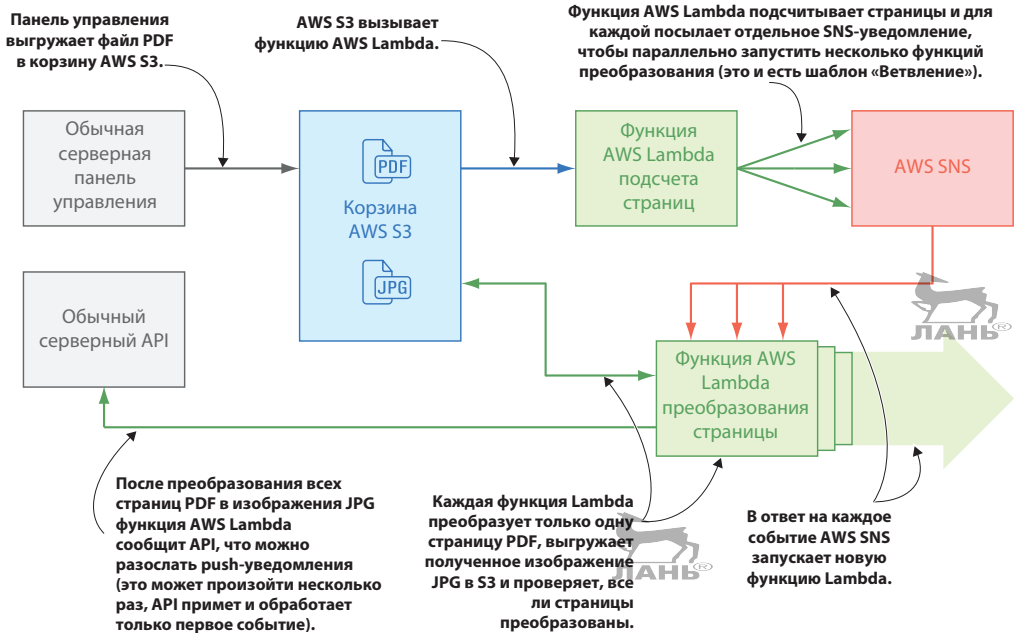 Панель управления
выгружает файл PDF
в корзину AWS S3.
AWS S3 вызывает
функцию AWS Lambda.
Функция AWS Lambda подсчитывает страницы и для
каждой посылает отдельное SNS-уведомление,
чтобы параллельно запустить несколько функций
преобразования (это и есть шаблон «Ветвление»).
Обычная
серверная
панель
управления
PDF
Корзина
AWS S3
JPG
Функция
AWS Lambda
подсчета
страниц
AWS SNS
Обычный
серверный API
ЛАНЬ®
Функция AWS
Lambda
преобразования
страницы
После преобразования всех
страниц PDF в изображения JPG
функция AWS Lambda
сообщит API, что можно
разослать push-уведомления
(это может произойти несколько
раз, API примет и обработает
только первое событие).
Каждая функция Lambda
преобразует только одну
страницу PDF, выгружает
полученное изображение
JPG в S3 и проверяет, все
ли страницы
преобразованы.
ЛАНЬ®
В ответ на каждое
событие AWS SNS
запускает новую
функцию Lambda.